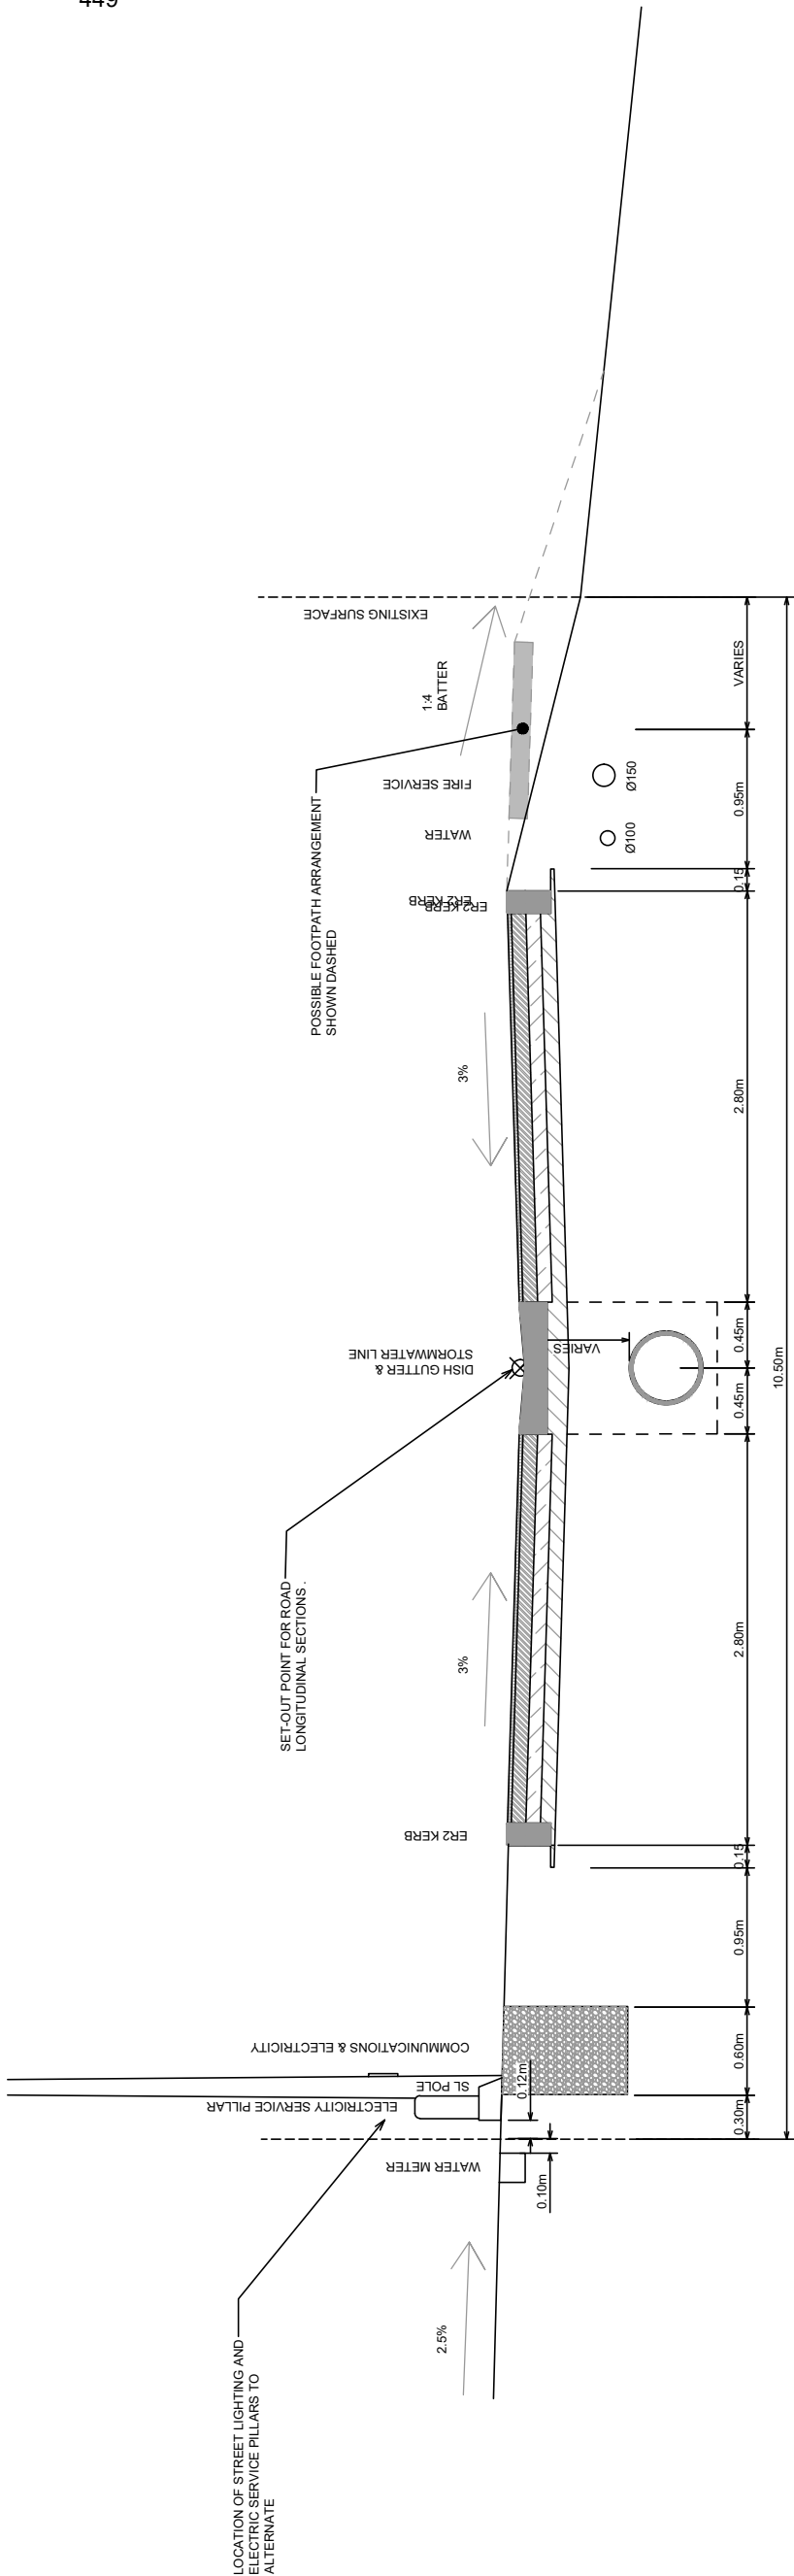 449
LOCATION OF STREET LIGHTING AND
ELECTRIC SERVICE PILLARS TO
ALTERNATE
SET-OUT POINT FOR ROAD
LONGITUDINAL SECTIONS .
POSSIBLE FOOTPATH ARRANGEMENT
SHOWN DASHED
2.5%
WATER METER
ELECTRICITY SERVICE PILLAR
SL POLE
COMMUNICATIONS & ELECTRICITY
ER2 KERB
3%
DISH GUTTER &
STORMWATER LINE
3%
ER2 KERB
ER2 KERB
WATER
FIRE SERVICE
1:4
BATTER
EXISTING SURFACE
0.10m
0.12m
VARIES
Ø100
Ø150
0.30m
0.60m
0.95m
0.15
2.80m
0.45m
0.45m
2.80m
0.15
0.95m
VARIES
10.50m